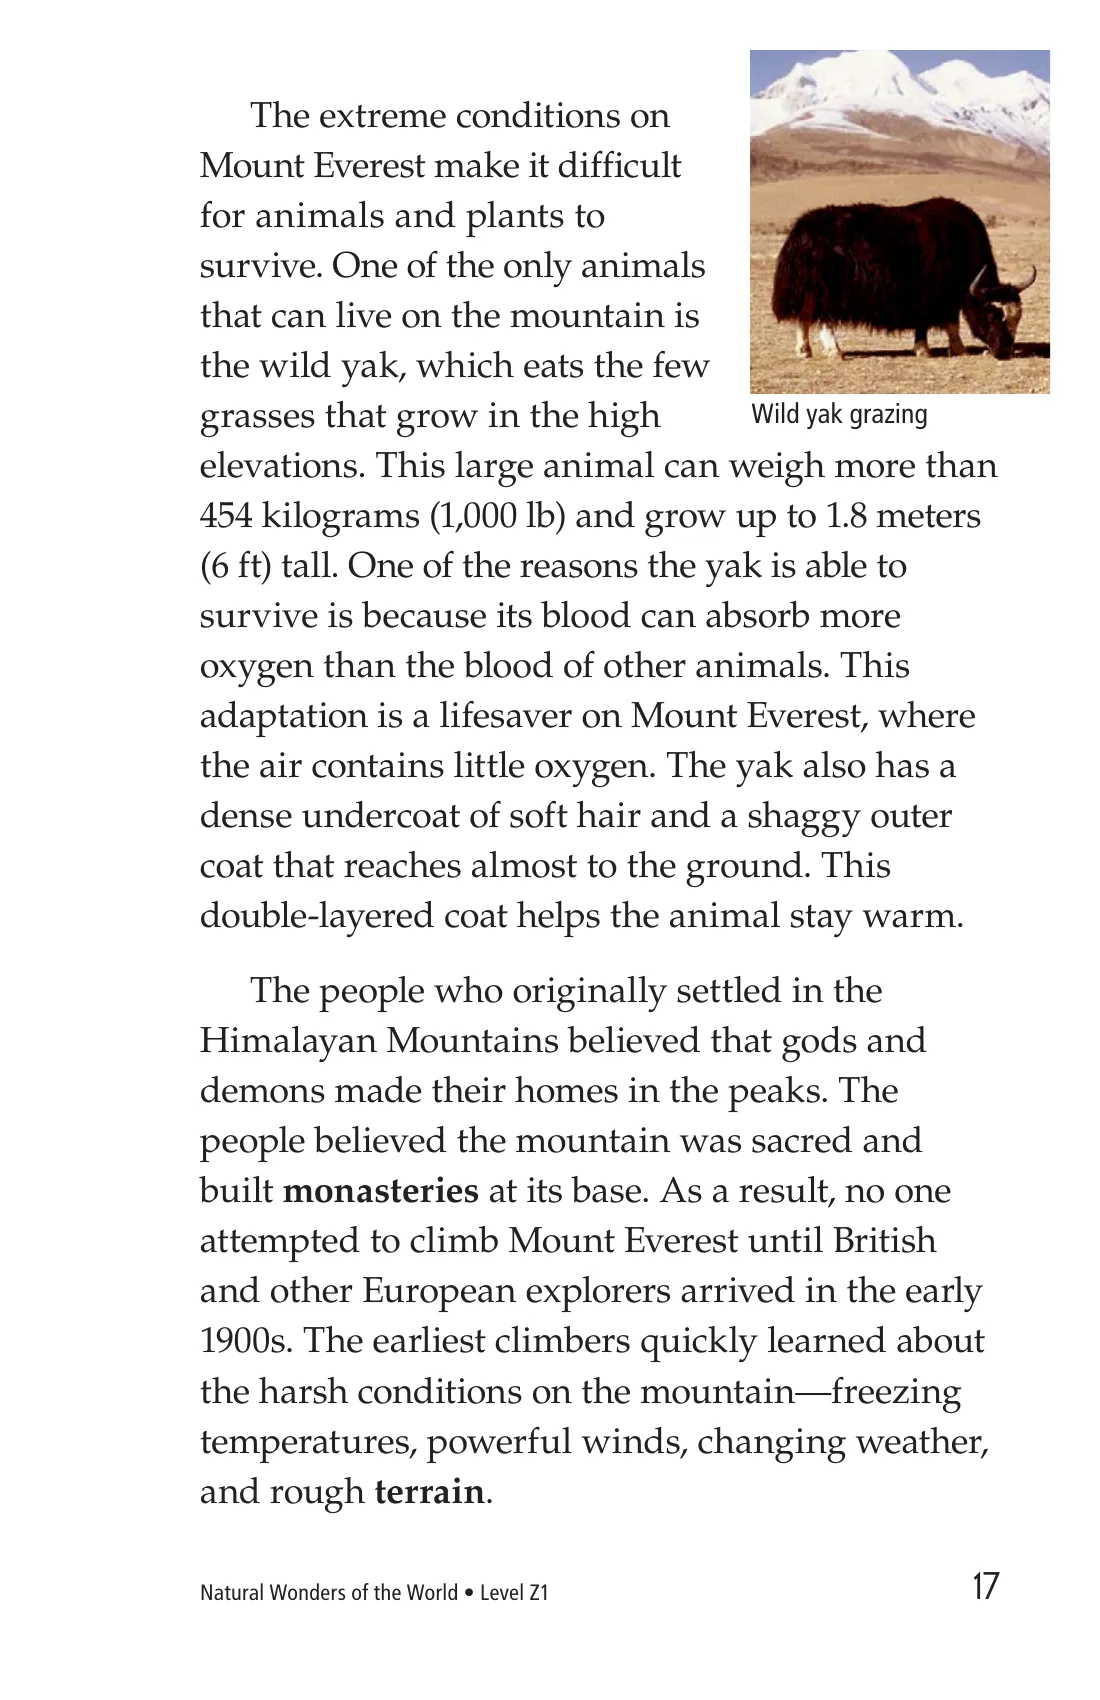 The extreme conditions on
Mount Everest make it difficult
for animals and plants to
survive. One of the only animals
that can live on the mountain is
the wild yak, which eats the few
grasses that grow in the high
Wild yak grazing
elevations. This large animal can weigh more than
454 kilograms (1,000 lb) and grow up to 1.8 meters
(6 ft) tall. One of the reasons the yak is able to
survive is because its blood can absorb more
oxygen than the blood of other animals. This
adaptation is a lifesaver on Mount Everest, where
the air contains little oxygen. The yak also has a
dense undercoat of soft hair and a shaggy outer
coat that reaches almost to the ground. This
double-layered coat helps the animal stay warm.
The people who originally settled in the
Himalayan Mountains believed that gods and
demons made their homes in the peaks. The
people believed the mountain was sacred and
built monasteries at its base. As a result, no one
attempted to climb Mount Everest until British
and other European explorers arrived in the early
1900s. The earliest climbers quickly learned about
the harsh conditions on the mountain—freezing
temperatures, powerful winds, changing weather,
and rough terrain.
Natural Wonders of the World • Level Z1
17